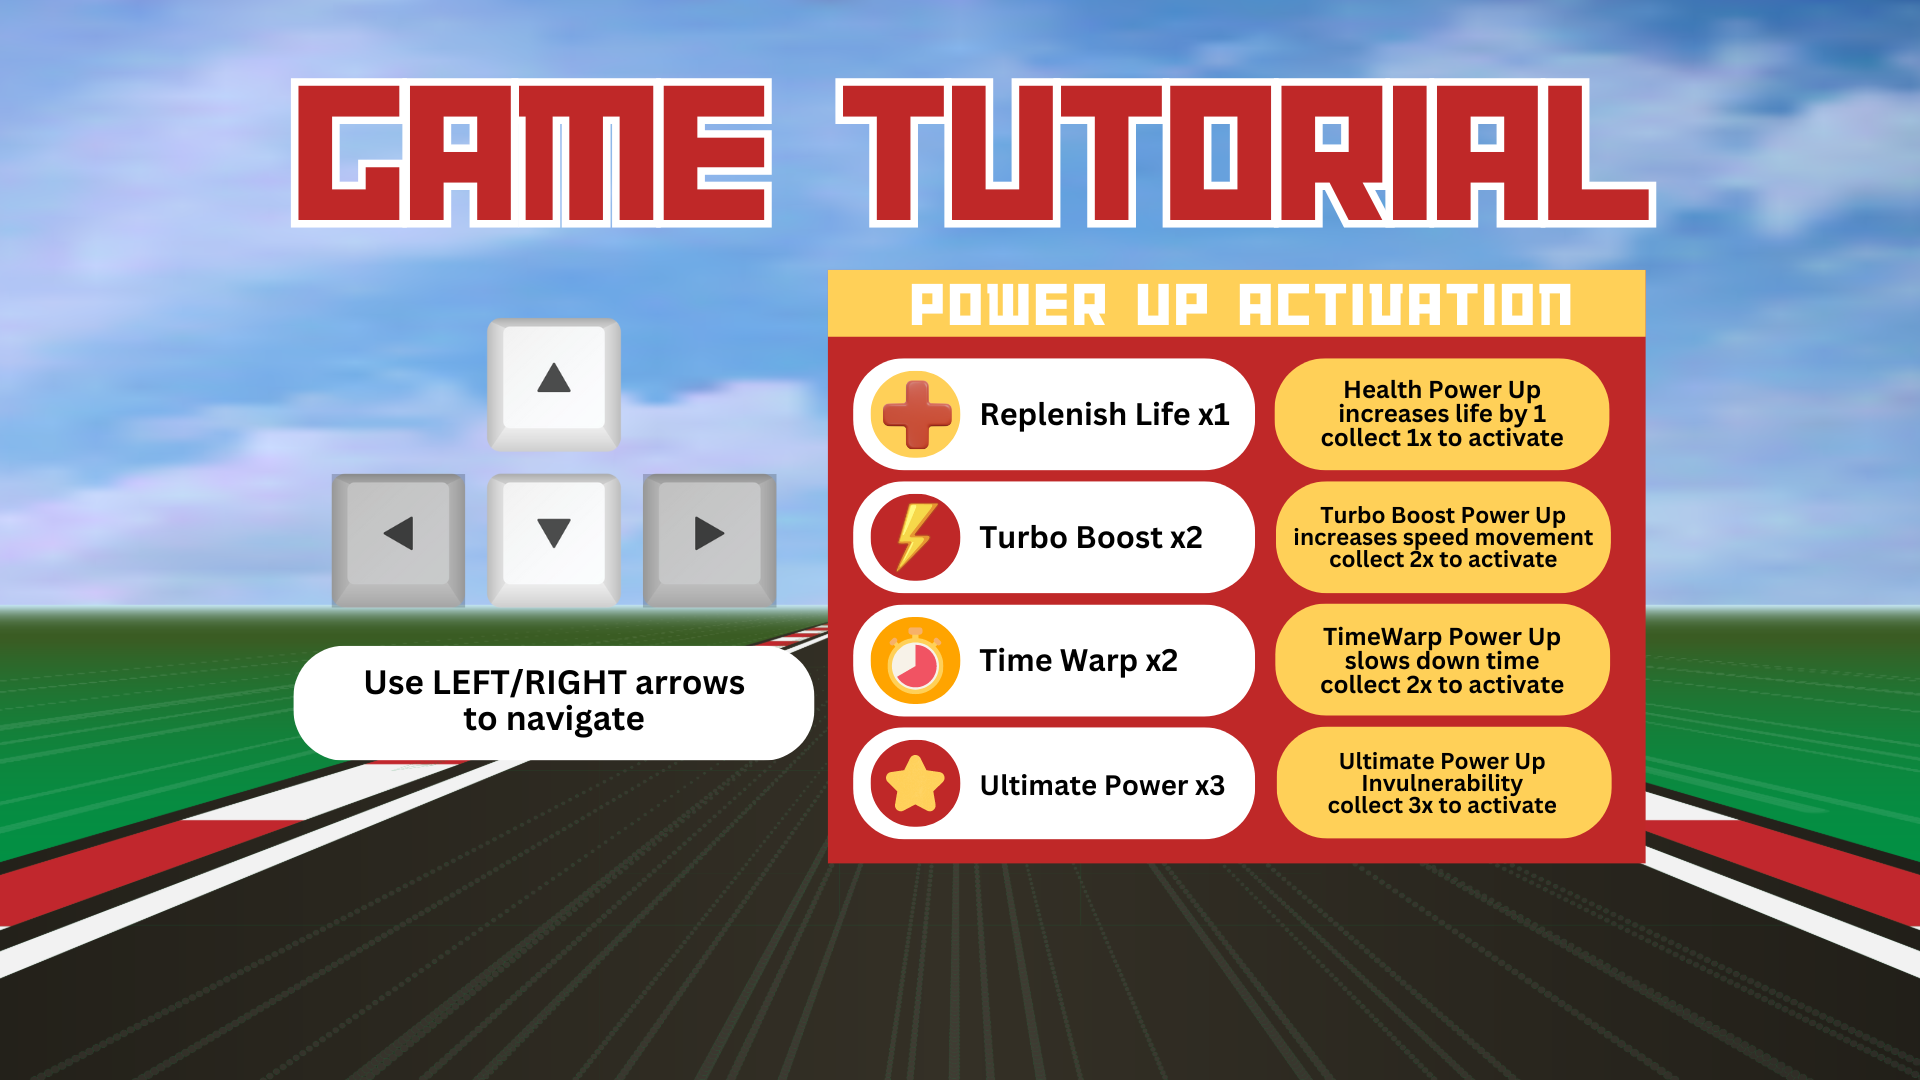 GAME TUTORIAL
Use LEFT/RIGHT arrows
to navigate
POWER UP ACTIVATION
Replenish Life x1
Health Power Up
increases life by 1
collect 1x to activate
Turbo Boost x2
Turbo Boost Power Up
increases speed movement
collect 2x to activate
Time Warp x2
TimeWarp Power Up
slows down time
collect 2x to activate
Ultimate Power x3
Ultimate Power Up
Invulnerability
collect 3x to activate